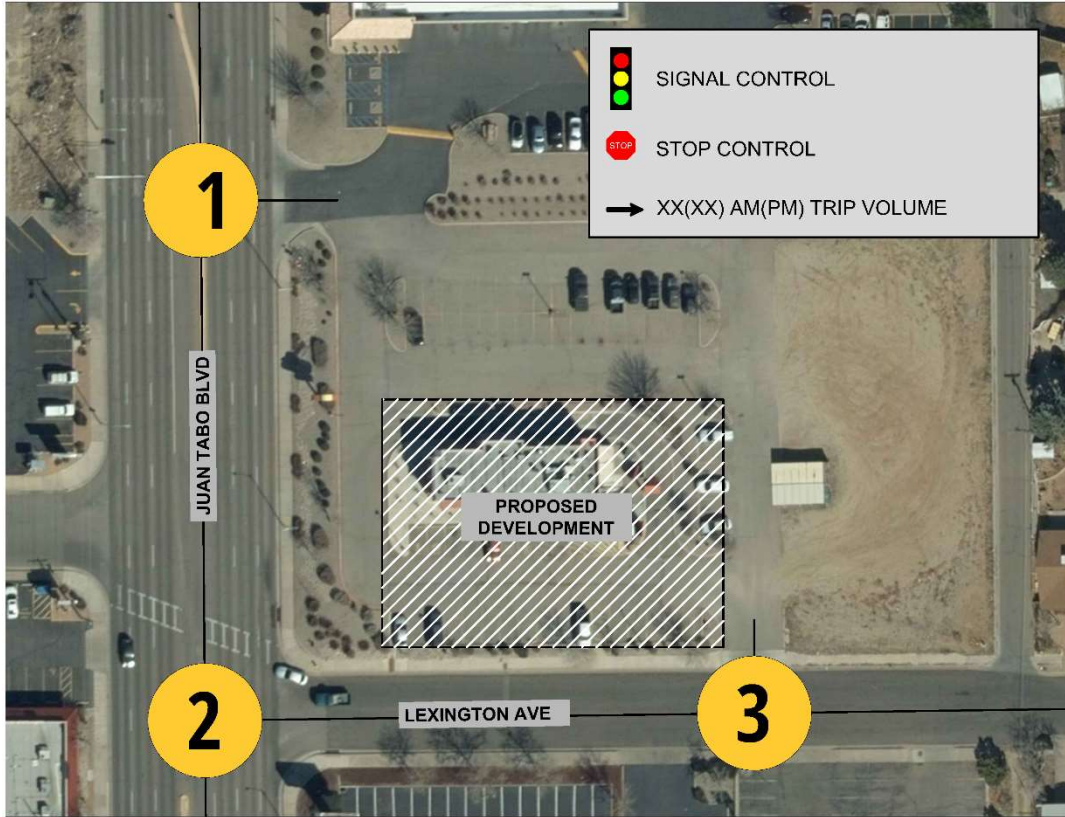 SIGNAL CONTROL
STOP
STOP CONTROL
XX(XX) AM(PM) TRIP VOLUME
1
JUAN TABO BLVD
PROPOSED
DEVELOPMENT
2
LEXINGTON AVE
3